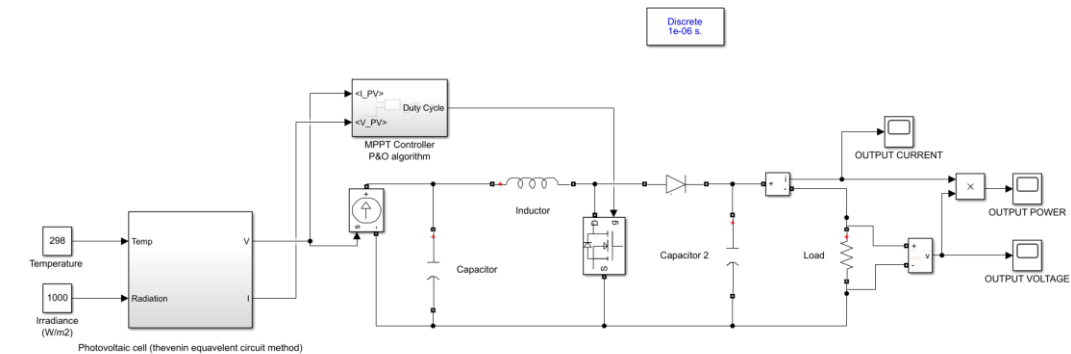 Discrete
1e-06 s.
<I_PV>
<V_PV>
Duty Cycle
MPPT Controller
P&O algorithm
OUTPUT CURRENT
OUTPUT POWER
OUTPUT VOLTAGE
i
+
-
×
Inductor
+
s
-
g
D
S
Capacitor
Capacitor 2
Load
+
-
v
298
Temperature
1000
Irradiance
(W/m2)
Temp
Radiation
V
I
Photovoltaic cell (thevenin equavelent circuit method)